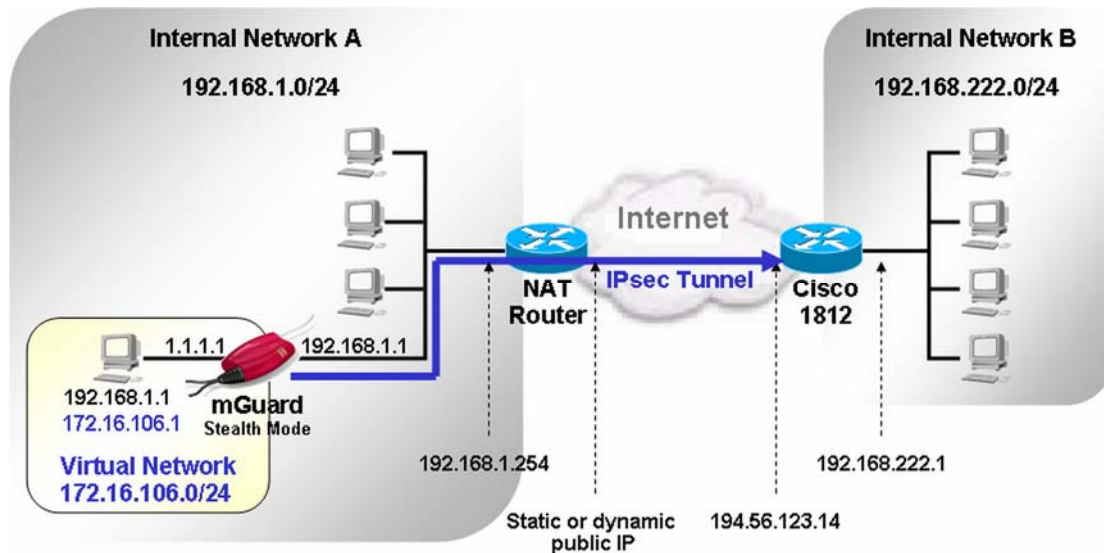 Internal Network A
192.168.1.0/24
Internal Network B
192.168.222.0/24
Internet
IPsec Tunnel
NAT
Router
Cisco
1812
1.1.1.1
192.168.1.1
192.168.1.1
172.16.106.1
mGuard
Stealth Mode
Virtual Network
172.16.106.0/24
192.168.1.254
192.168.222.1
Static or dynamic
public IP
194.56.123.14